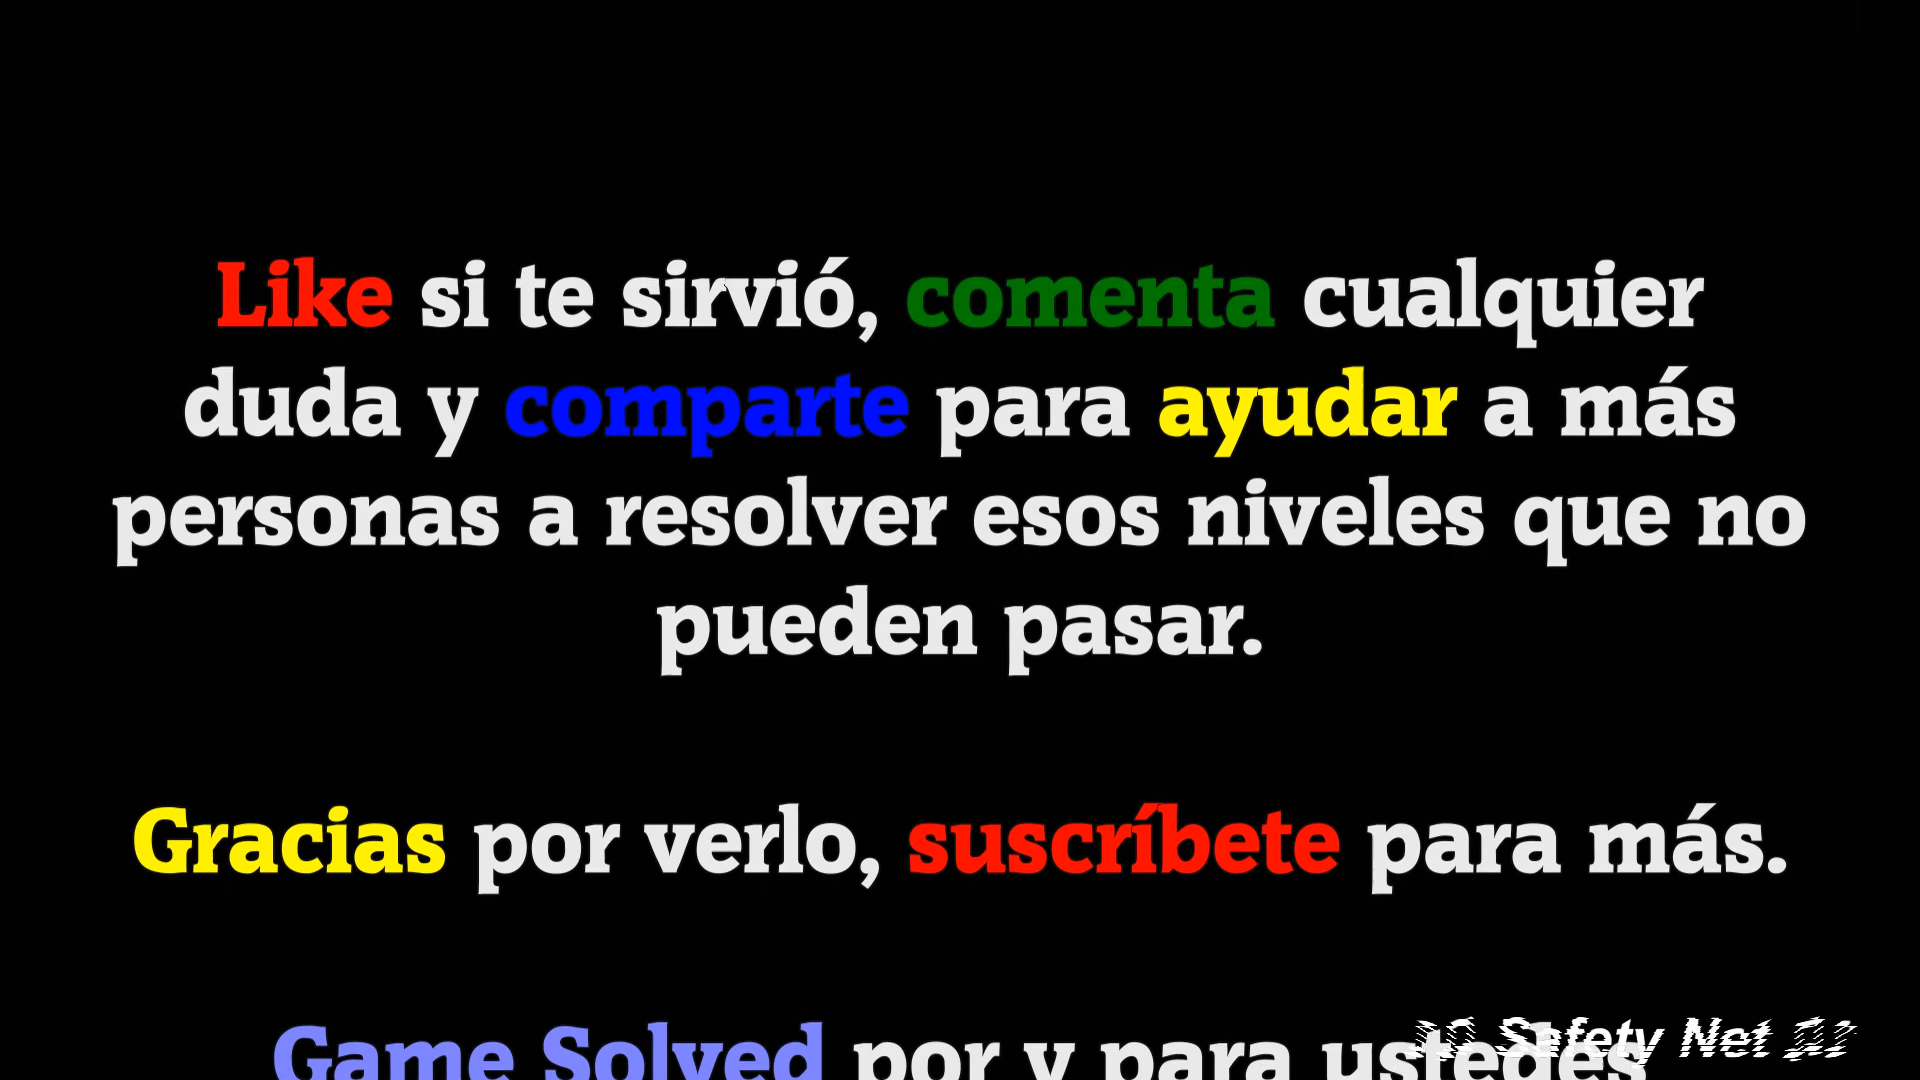 Like si te sirvió, comenta cualquier
duda y comparte para ayudar a más
personas a resolver esos niveles que no
pueden pasar.
Gracias por verlo, suscríbete para más.
Game Solved por y para ustedes
Safety Net